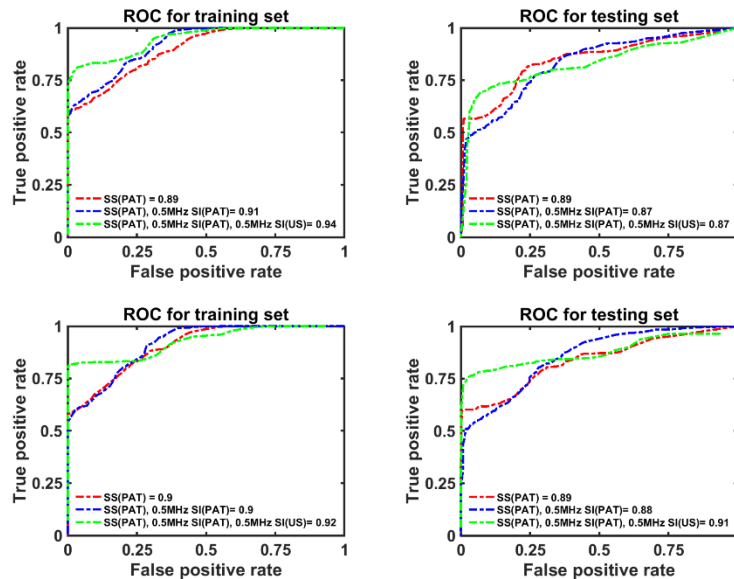 ROC for training set
True positive rate
1
0.75
0.5
0.25
0
SS(PAT) = 0.89
SS(PAT), 0.5MHz SI(PAT)= 0.91
SS(PAT), 0.5MHz SI(PAT), 0.5MHz SI(US)= 0.94
0 0.25 0.5 0.75 1
False positive rate
ROC for testing set
True positive rate
1
0.75
0.5
0.25
0
SS(PAT) = 0.89
SS(PAT), 0.5MHz SI(PAT)= 0.87
SS(PAT), 0.5MHz SI(PAT), 0.5MHz SI(US)= 0.87
0 0.25 0.5 0.75
False positive rate
ROC for training set
True positive rate
1
0.75
0.5
0.25
0
SS(PAT) = 0.9
SS(PAT), 0.5MHz SI(PAT)= 0.9
SS(PAT), 0.5MHz SI(PAT), 0.5MHz SI(US)= 0.92
0 0.25 0.5 0.75 1
False positive rate
ROC for testing set
True positive rate
1
0.75
0.5
0.25
0
SS(PAT) = 0.89
SS(PAT), 0.5MHz SI(PAT)= 0.88
SS(PAT), 0.5MHz SI(PAT), 0.5MHz SI(US)= 0.91
0 0.25 0.5 0.75
False positive rate